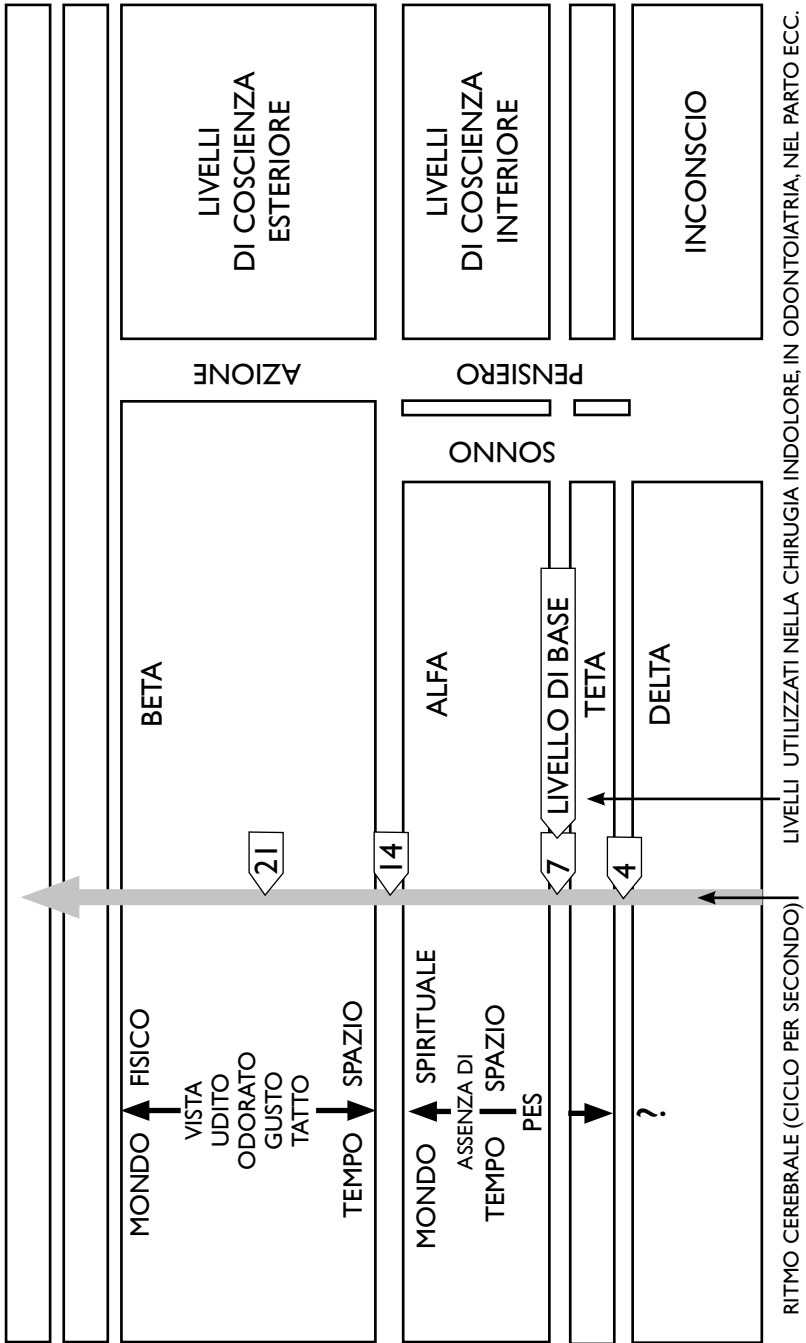 MONDO FISICO
VISTA
UDITO
ODORATO
GUSTO
TATTO
TEMPO SPAZIO
21
BETA
AZIONE
LIVELLI
DI COSCIENZA
ESTERIORE
14
MONDO SPIRITUALE
ASSENZA DI
TEMPO SPAZIO
PES
ALFA
SONNO
PENSIERO
LIVELLI
DI COSCIENZA
INTERIORE
7
LIVELLO DI BASE
TETA
4
?
DELTA
INCONSCIO
RITMO CEREBRALE (CICLO PER SECONDO)
LIVELLI UTILIZZATI NELLA CHIRUGIA INDOLORE, IN ODONTOIATRIA, NEL PARTO ECC.